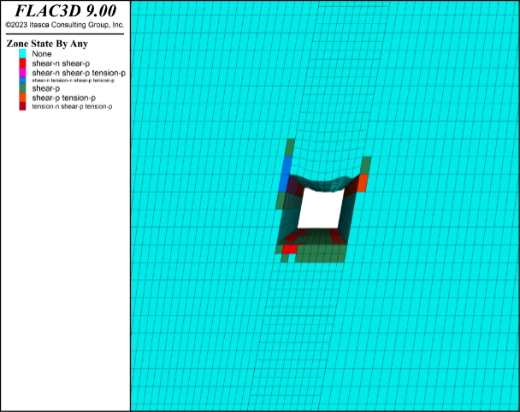 FLAC3D 9.00
©2023 Itasca Consulting Group, Inc.
Zone State By Any
None
shear-n shear-p
shear-n shear-p tension-p
shear-n tension-n shear-p tension-p
shear-p
shear-p tension-p
tension-n shear-p tension-p